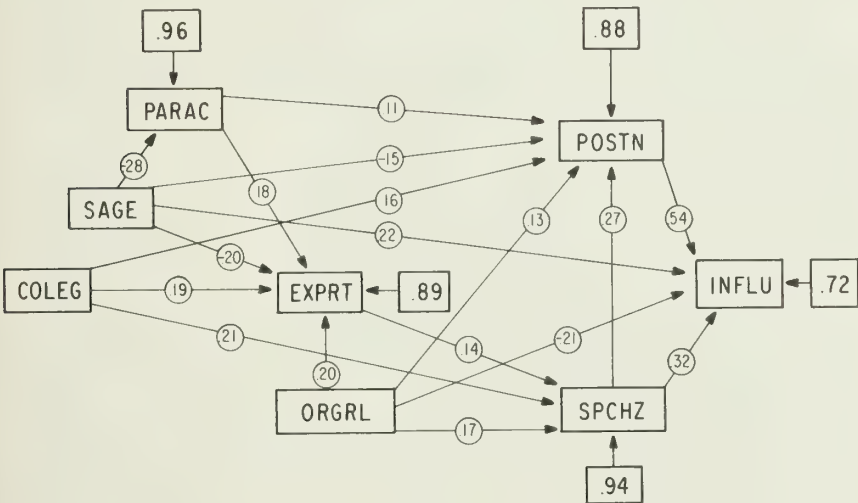 .96
.88
PARAC
11
POSTN
-28
-15
SAGE
18
16
13
27
54
22
-20
COLEG
19
EXPRT
.89
INFLU
.72
21
.14
-21
.20
.32
ORGRL
17
SPCHZ
.94